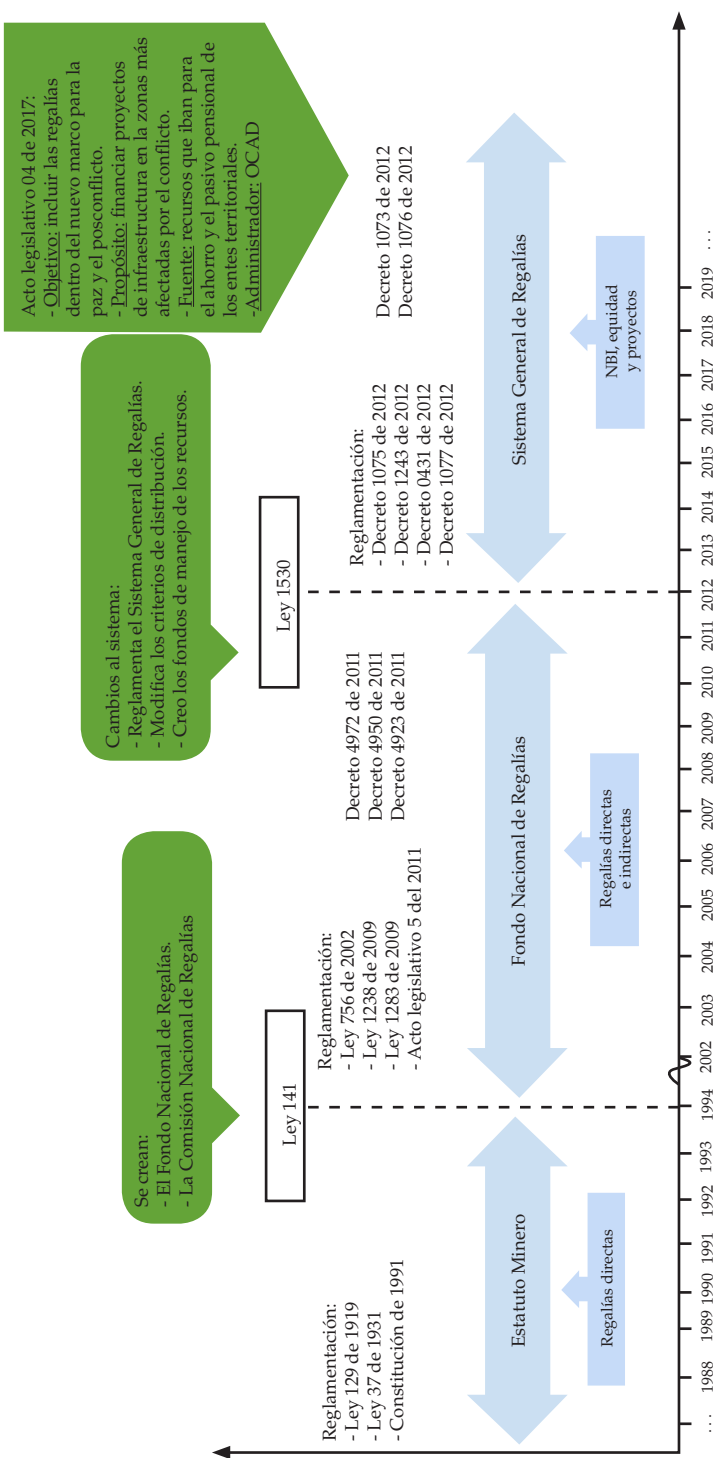 Se crean:
- El Fondo Nacional de Regalías.
- La Comisión Nacional de Regalías
Cambios al sistema:
- Reglamenta el Sistema General de Regalías.
- Modifica los criterios de distribución.
- Creo los fondos de manejo de los recursos.
Acto legislativo 04 de 2017:
- Objetivo: incluir las regalías
dentro del nuevo marco para la
paz y el posconflicto.
- Propósito: financiar proyectos
de infraestructura en la zonas más
afectadas por el conflicto.
- Fuente: recursos que iban para
el ahorro y el pasivo pensional de
los entes territoriales.
-Administrador: OCAD
Ley 141
Ley 1530
Reglamentación:
- Ley 129 de 1919
- Ley 37 de 1931
- Constitución de 1991
Reglamentación:
- Ley 756 de 2002
- Ley 1238 de 2009
- Ley 1283 de 2009
- Acto legislativo 5 del 2011
Decreto 4972 de 2011
Decreto 4950 de 2011
Decreto 4923 de 2011
Reglamentación:
- Decreto 1075 de 2012
- Decreto 1243 de 2012
- Decreto 0431 de 2012
- Decreto 1077 de 2012
Decreto 1073 de 2012
Decreto 1076 de 2012
Estatuto Minero
Fondo Nacional de Regalías
Sistema General de Regalías
Regalías directas
Regalías directas
e indirectas
NBI, equidad
y proyectos
... 1988 1989 1990 1991 1992 1993 1994 2002 2003 2004 2005 2006 2007 2008 2009 2010 2011 2012 2013 2014 2015 2016 2017 2018 2019 ...